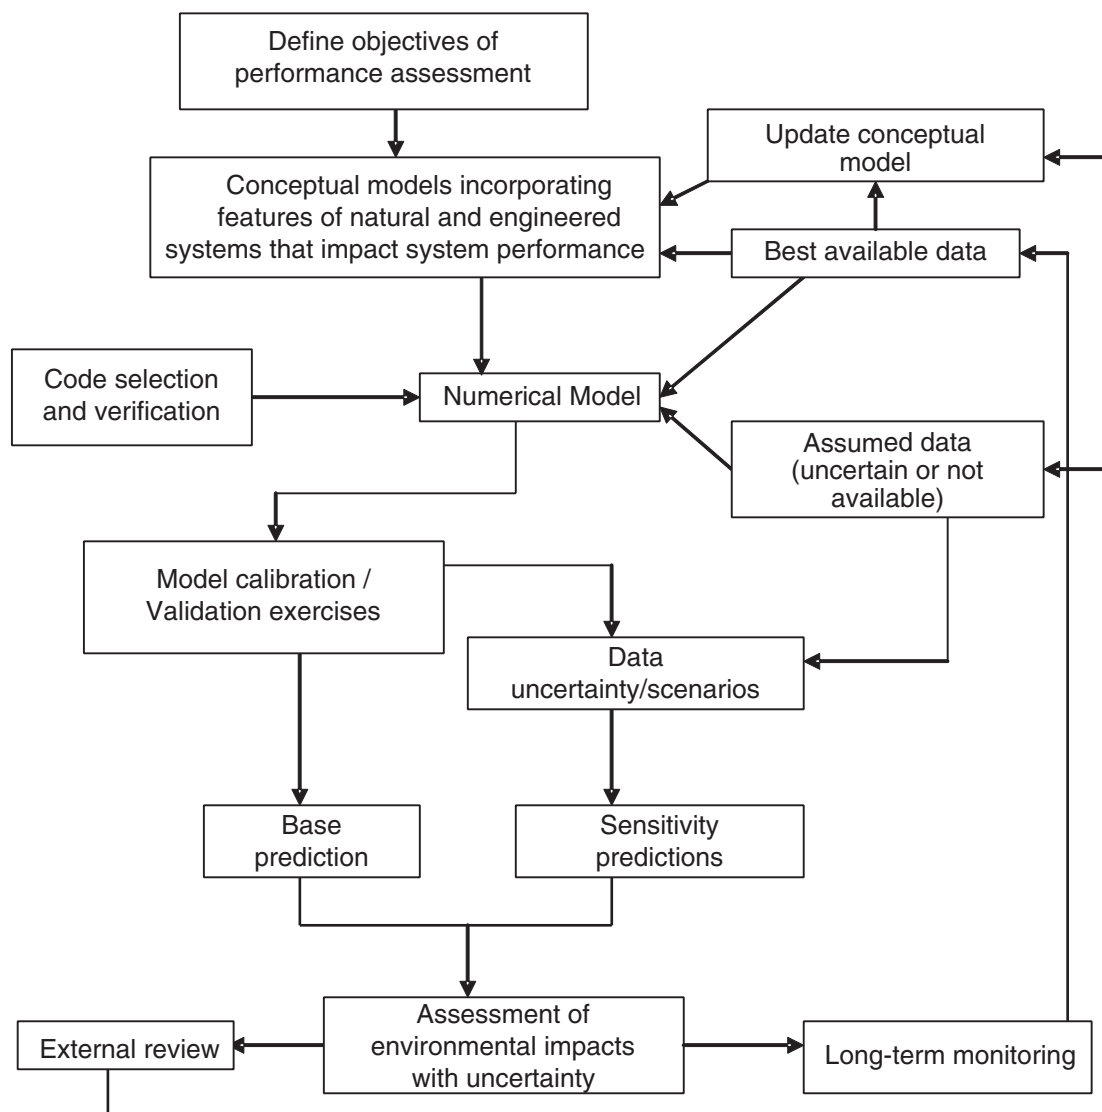 Define objectives of
performance assessment
Update conceptual
model
Conceptual models incorporating
features of natural and engineered
systems that impact system performance
Best available data
Code selection
and verification
Numerical Model
Assumed data
(uncertain or not
available)
Model calibration /
Validation exercises
Data
uncertainty/scenarios
Base
prediction
Sensitivity
predictions
Assessment of
environmental impacts
with uncertainty
External review
Long-term monitoring